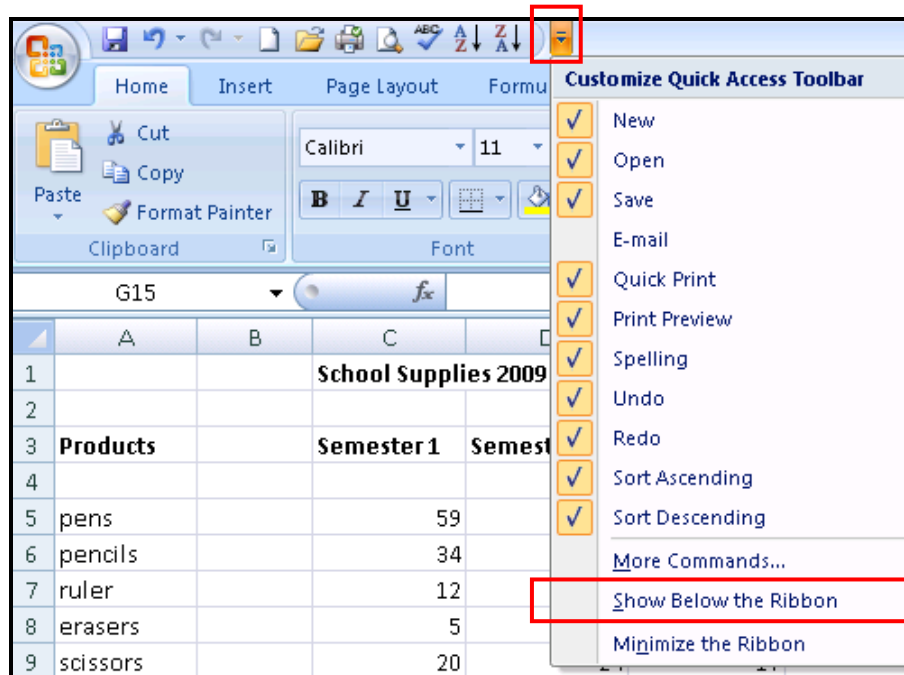 ABC
A Z
Z A
Customize Quick Access Toolbar
Home Insert Page Layout Formu
New
Open
Save
E-mail
Quick Print
Print Preview
Spelling
Undo
Redo
Sort Ascending
Sort Descending
More Commands...
Show Below the Ribbon
Minimize the Ribbon
Cut
Copy
Paste
Format Painter
Clipboard
Calibri 11
B I U
Font
G15 fx
A B C
1 School Supplies 2009
2
3 Products Semester 1 Semest
4
5 pens 59
6 pencils 34
7 ruler 12
8 erasers 5
9 scissors 20